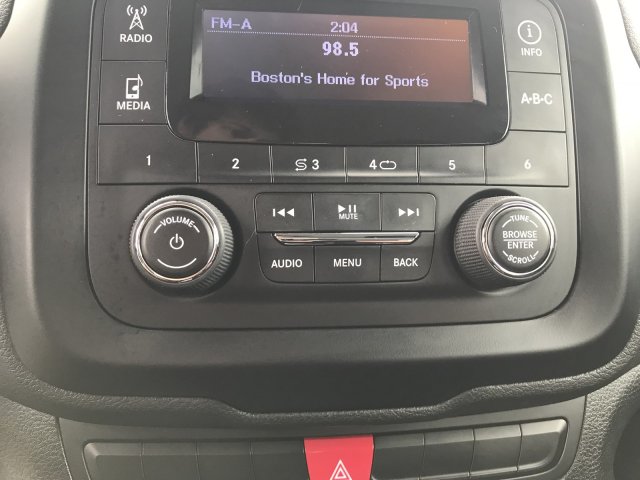 RADIO
MEDIA
FM-A 2:04
98.5
Boston's Home for Sports
INFO
A-B-C
1 2 3 4 5 6
VOLUME
MUTE
AUDIO MENU BACK
TUNE
BROWSE
ENTER
SCROLL